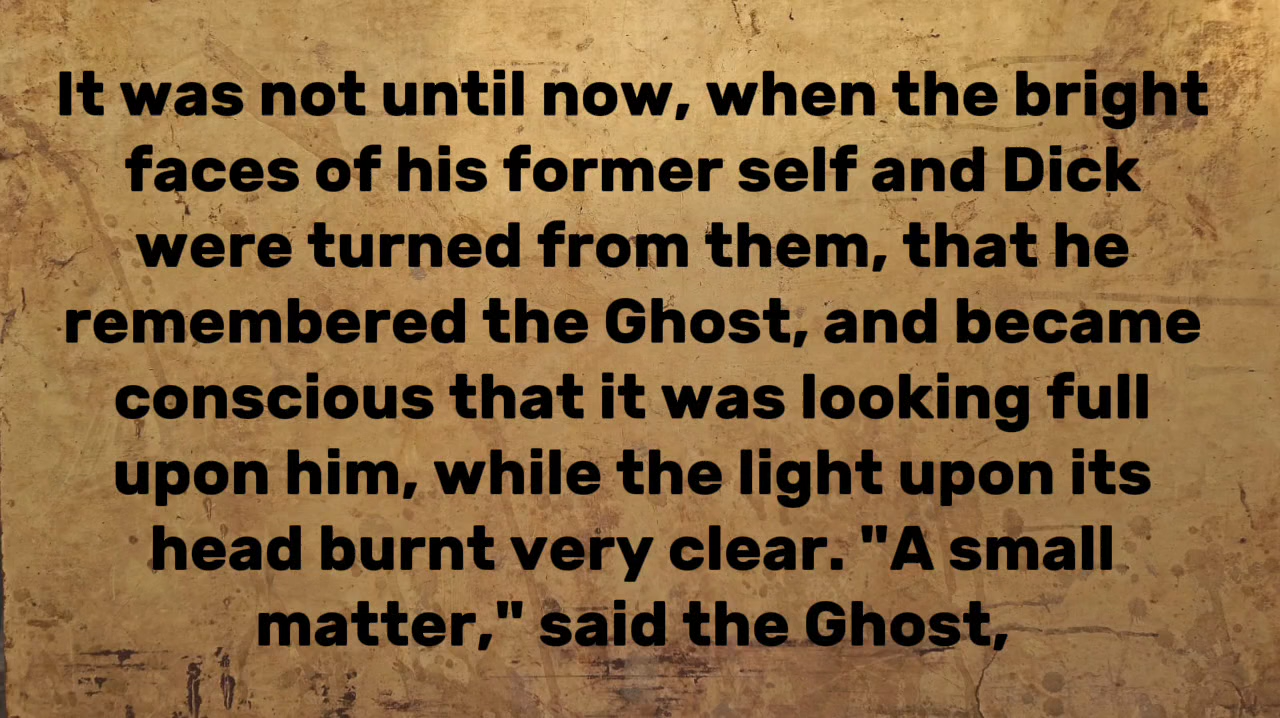 It was not until now, when the bright
faces of his former self and Dick
were turned from them, that he
remembered the Ghost, and became
conscious that it was looking full
upon him, while the light upon its
head burnt very clear. "A small
matter," said the Ghost,